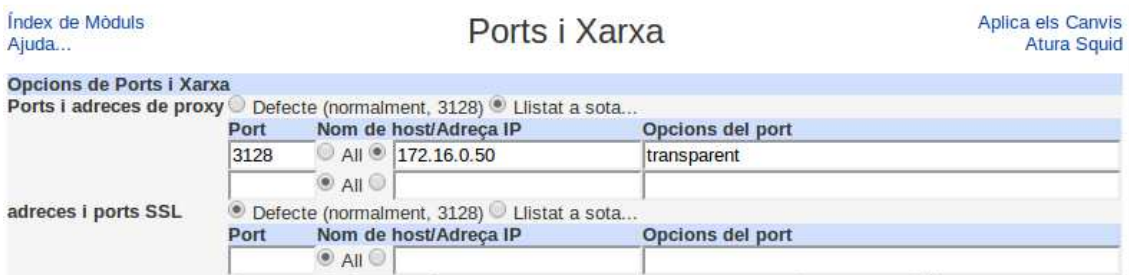 Índex de Mòduls
Ajuda...
Ports i Xarxa
Aplica els Canvis
Atura Squid
Opcions de Ports i Xarxa
Ports i adreces de proxy Defecte (normalment, 3128) Llistat a sota...
Port Nom de host/Adreça IP Opcions del port
3128 All 172.16.0.50 transparent
All
adreces i ports SSL Defecte (normalment, 3128) Llistat a sota...
Port Nom de host/Adreça IP Opcions del port
All